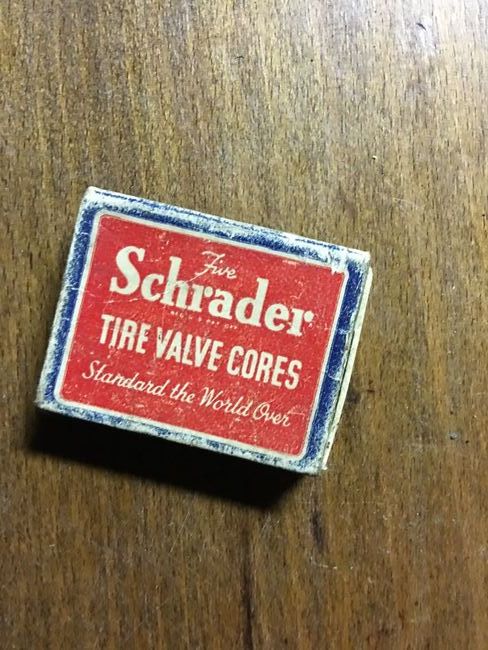 Five
Schrader
TIRE VALVE CORES
Standard the World Over